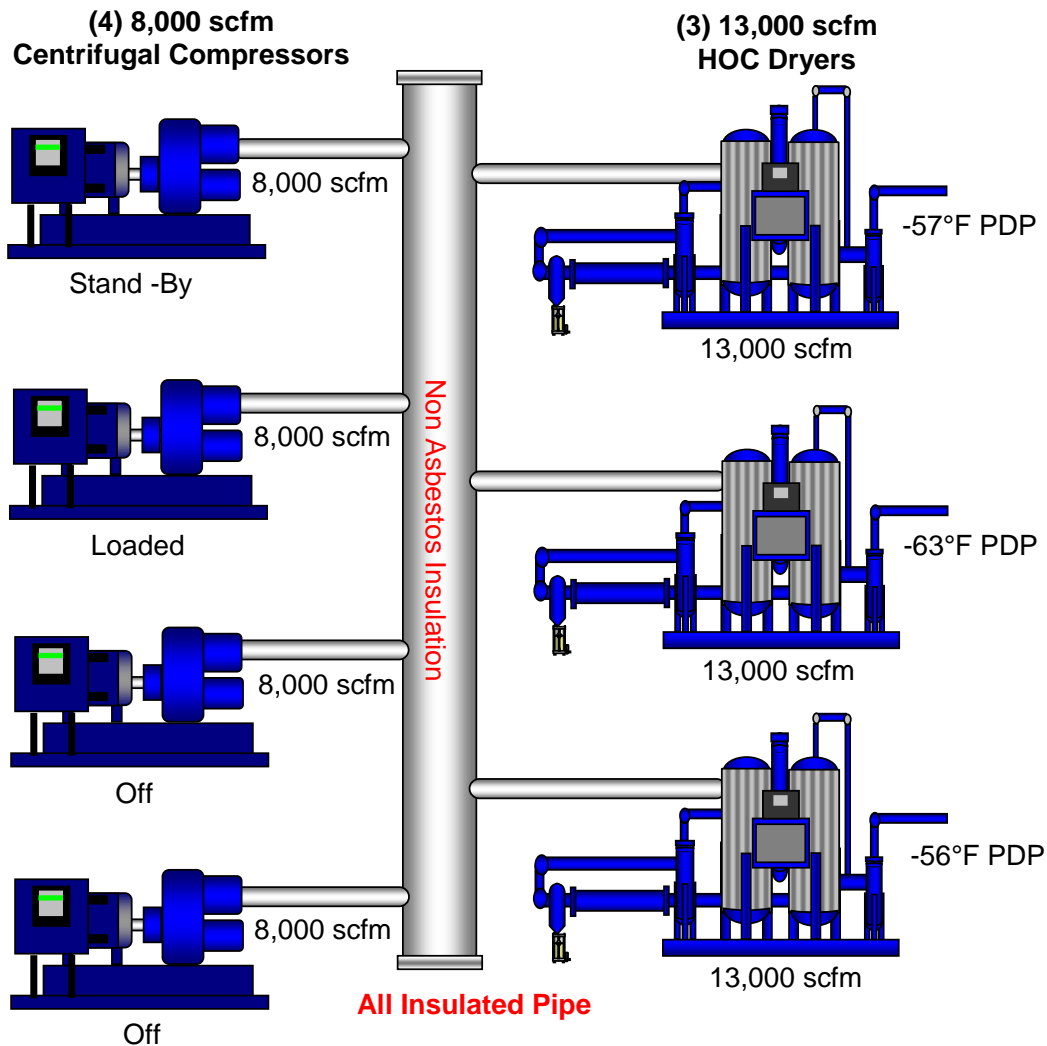 (4) 8,000 scfm
Centrifugal Compressors
(3) 13,000 scfm
HOC Dryers
8,000 scfm
Stand -By
-57°F PDP
13,000 scfm
8,000 scfm
Loaded
Non Asbestos Insulation
-63°F PDP
13,000 scfm
8,000 scfm
Off
-56°F PDP
13,000 scfm
8,000 scfm
Off
All Insulated Pipe